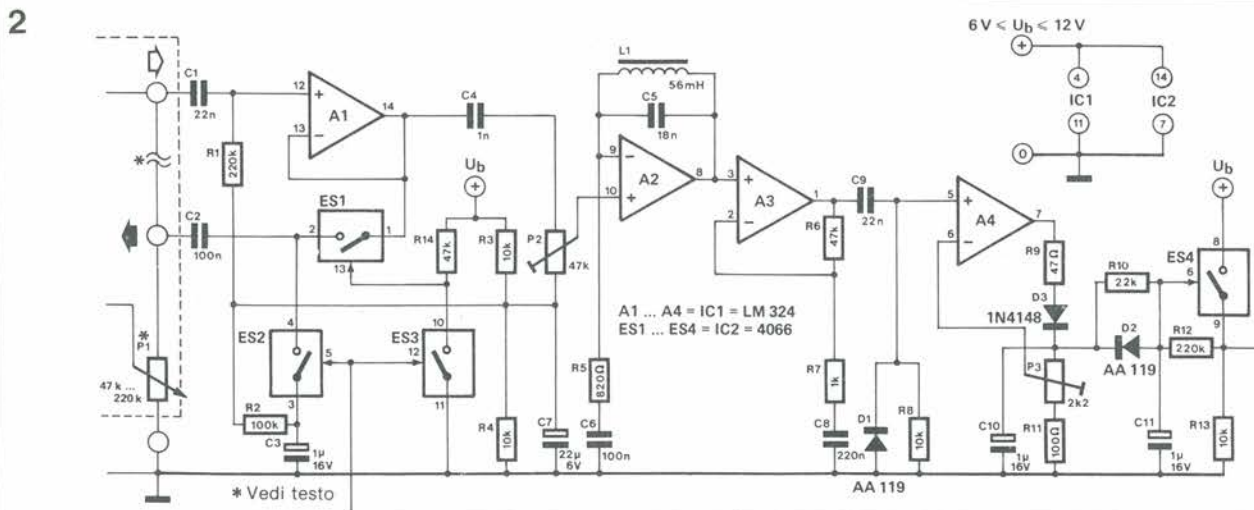 2
6 V ≤ Ub ≤ 12 V
L1
56mH
C1
22n
12
13
14
A1
C4
1n
C5
18n
4
IC1
11
14
IC2
7
0
Ub
R1
220k
Ub
9
10
8
A2
3
2
1
A3
C9
22n
5
6
7
A4
C2
100n
ES1
2
1
13
R14
47k
R3
10k
P2
47k
R6
47k
R9
47Ω
D3
1N4148
R10
22k
ES4
8
6
9
A1 ... A4 = IC1 = LM 324
ES1 ... ES4 = IC2 = 4066
*
*
P1
47 k ...
220k
ES2
4
5
3
ES3
10
12
11
D2
AA 119
R12
220k
P3
2k2
R5
820Ω
R7
1k
R2
100k
C3
1µ
16V
R4
10k
C7
22µ
6V
C6
100n
C8
220n
D1
R8
10k
C10
1µ
16V
R11
100Ω
C11
1µ
16V
R13
10k
AA 119
* Vedi testo